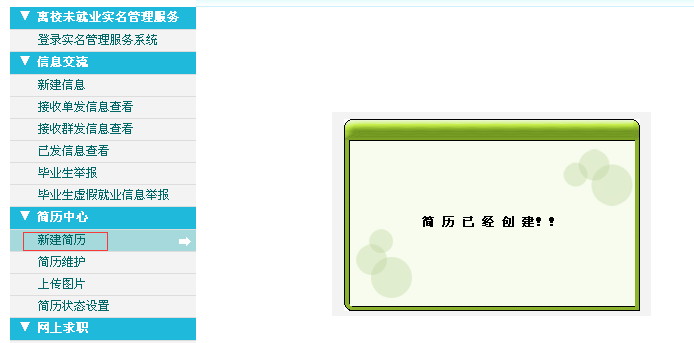 ▼ 离校未就业实名管理服务
登录实名管理服务系统
▼ 信息交流
新建信息
接收单发信息查看
接收群发信息查看
已发信息查看
毕业生举报
毕业生虚假就业信息举报
▼ 简历中心
新建简历
简历维护
上传图片
简历状态设置
▼ 网上求职
简 历 已 经 创 建！！